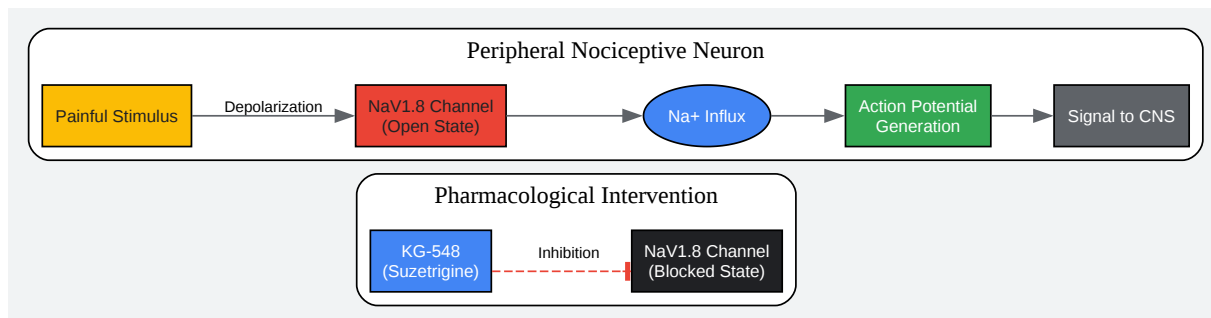 Peripheral Nociceptive Neuron
Painful Stimulus
Depolarization
NaV1.8 Channel
(Open State)
Na+ Influx
Action Potential
Generation
Signal to CNS
Pharmacological Intervention
KG-548
(Suzetrigine)
Inhibition
NaV1.8 Channel
(Blocked State)